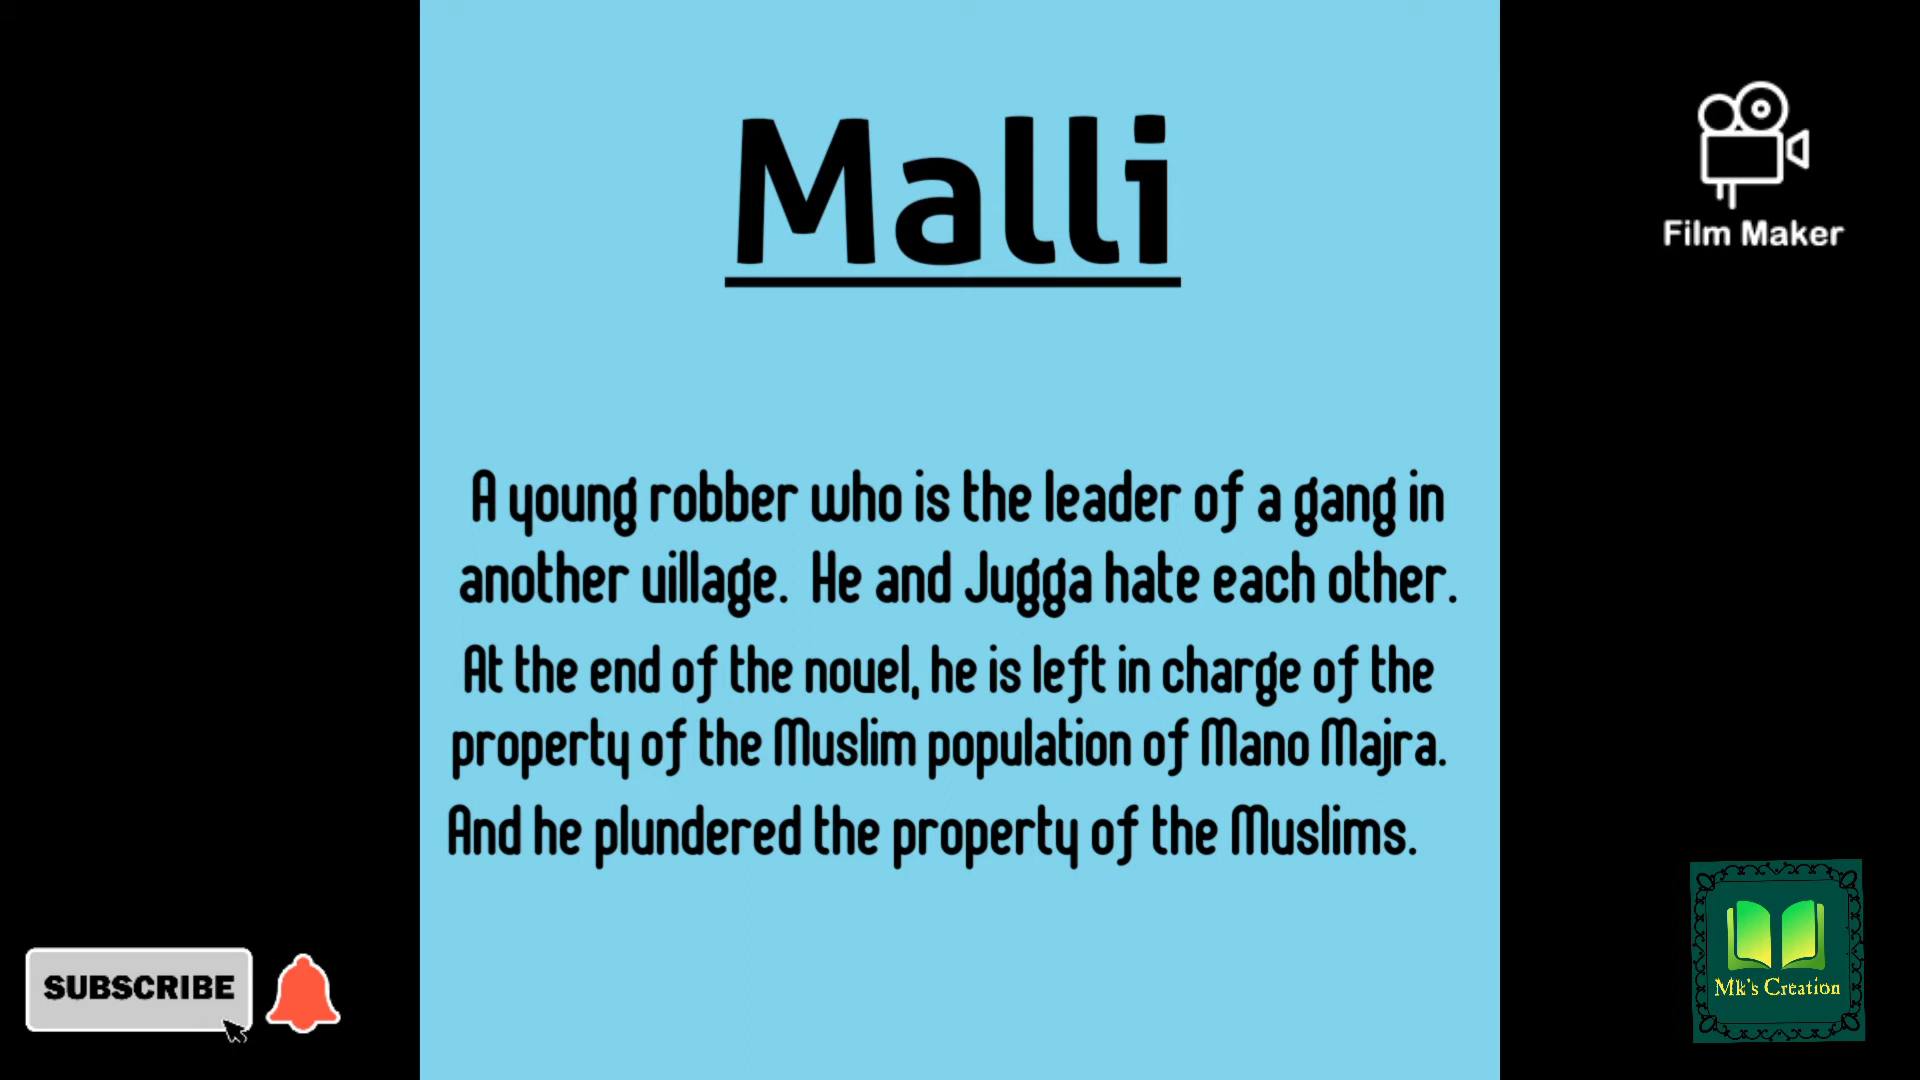 Malli
Film Maker
A young robber who is the leader of a gang in
another village. He and Jugga hate each other.
At the end of the novel, he is left in charge of the
property of the Muslim population of Mano Majra.
And he plundered the property of the Muslims.
SUBSCRIBE
Mk's Creation